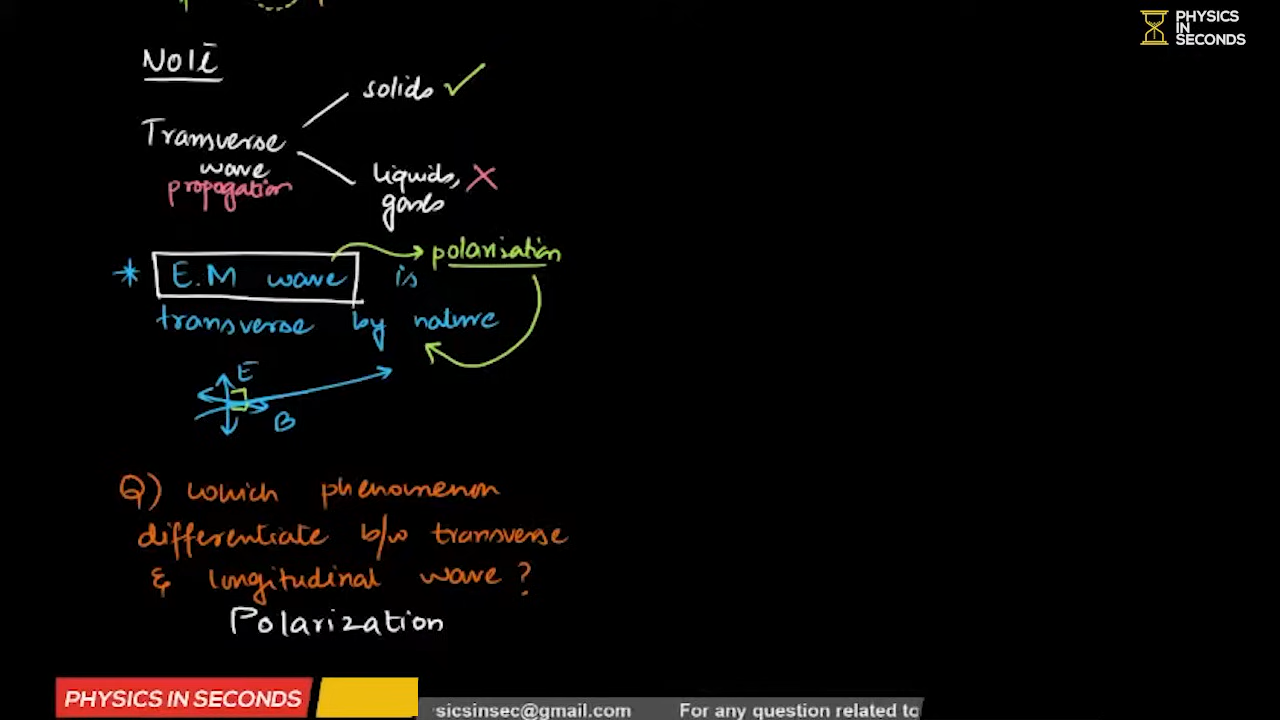 PHYSICS
IN
SECONDS
Note
solids
Transverse
wave
propogation
liquids,
gases
polarisation
* E.M wave is
transverse by nature
E
B
Q) which phenomenon
differentiate b/w transverse
& longitudinal wave?
Polarization
PHYSICS IN SECONDS
sicsinsec@gmail.com For any question related to